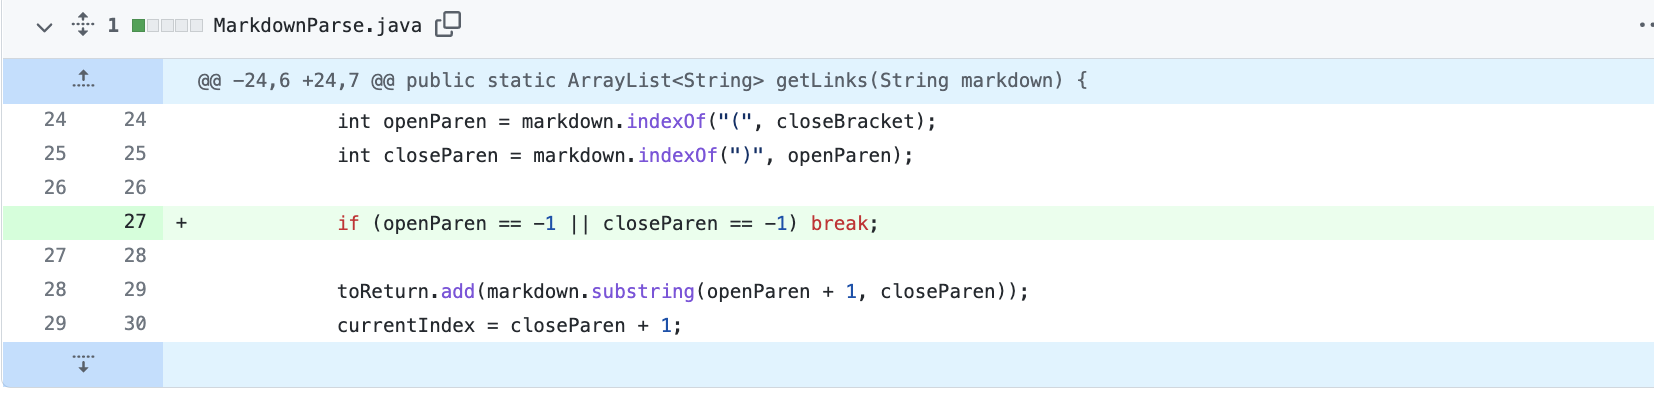 1 MarkdownParse.java
@@ -24,6 +24,7 @@ public static ArrayList<String> getLinks(String markdown) {
24 24 int openParen = markdown.indexOf("(", closeBracket);
25 25 int closeParen = markdown.indexOf(")", openParen);
26 26
27 + if (openParen == -1 || closeParen == -1) break;
27 28
28 29 toReturn.add(markdown.substring(openParen + 1, closeParen));
29 30 currentIndex = closeParen + 1;